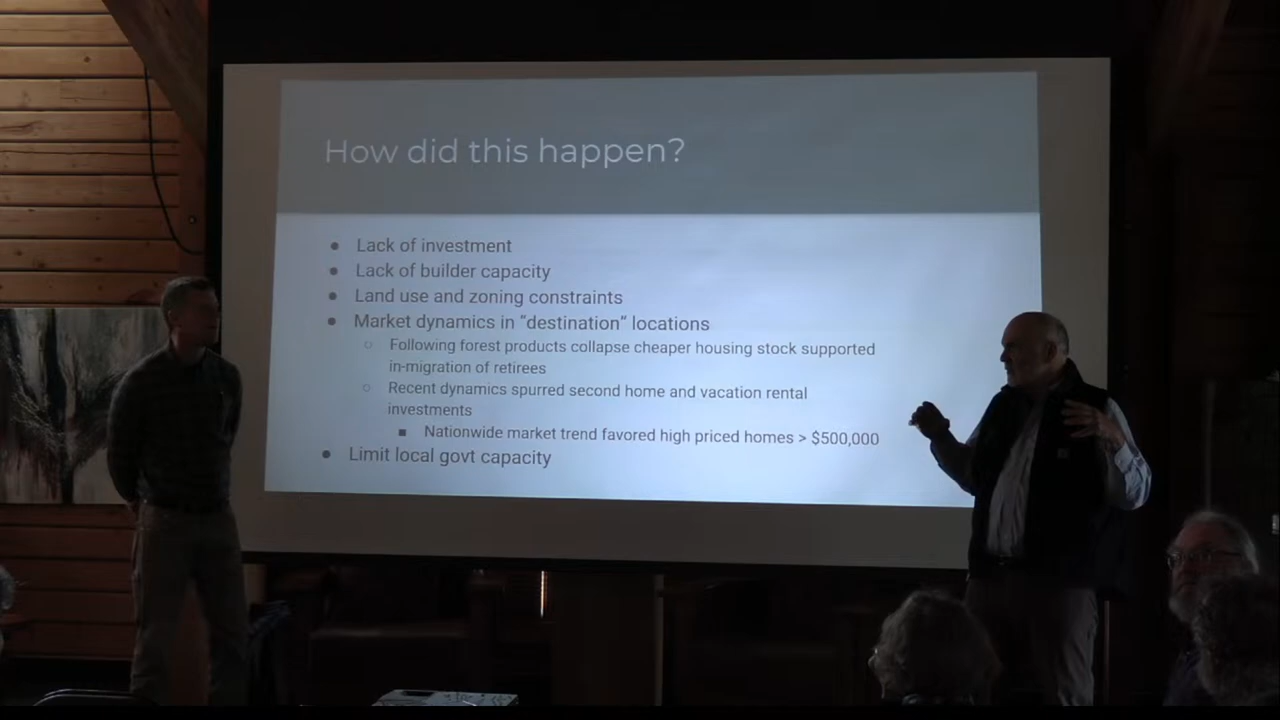 How did this happen?
● Lack of investment
● Lack of builder capacity
● Land use and zoning constraints
● Market dynamics in “destination” locations
○ Following forest products collapse cheaper housing stock supported
in-migration of retirees
○ Recent dynamics spurred second home and vacation rental
investments
■ Nationwide market trend favored high priced homes > $500,000
● Limit local govt capacity